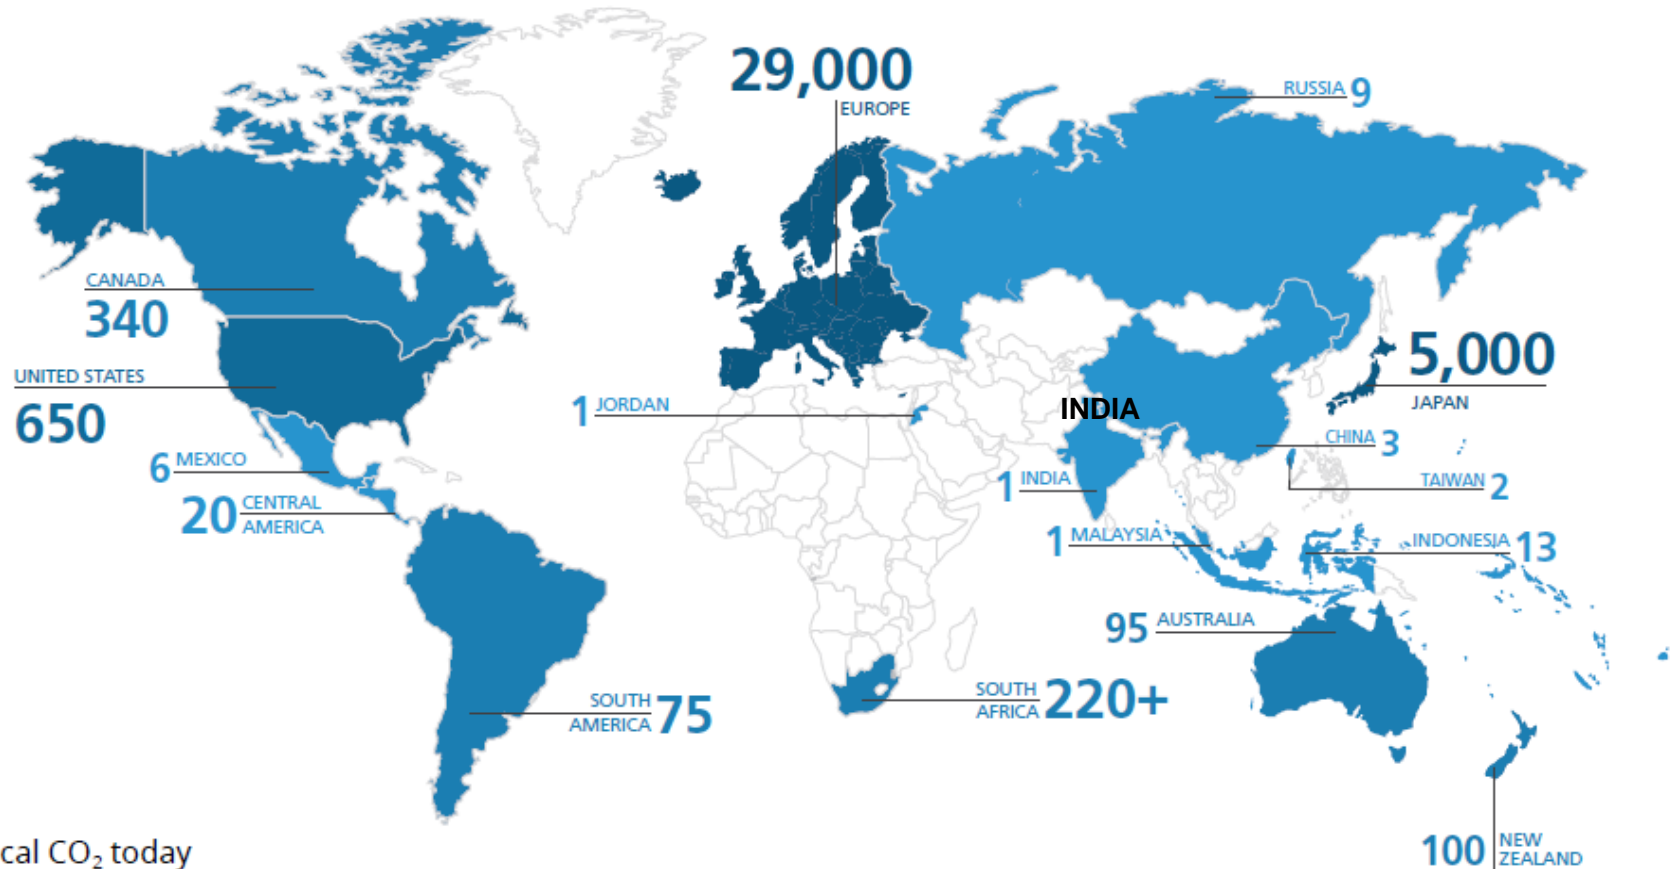 29,000
EUROPE
RUSSIA 9
CANADA
340
UNITED STATES
650
5,000
JAPAN
1 JORDAN
INDIA
CHINA 3
6 MEXICO
1 INDIA
TAIWAN 2
20 CENTRAL
AMERICA
1 MALAYSIA
INDONESIA 13
95 AUSTRALIA
SOUTH
AMERICA 75
SOUTH
AFRICA 220+
100 NEW
ZEALAND
cal CO₂ today